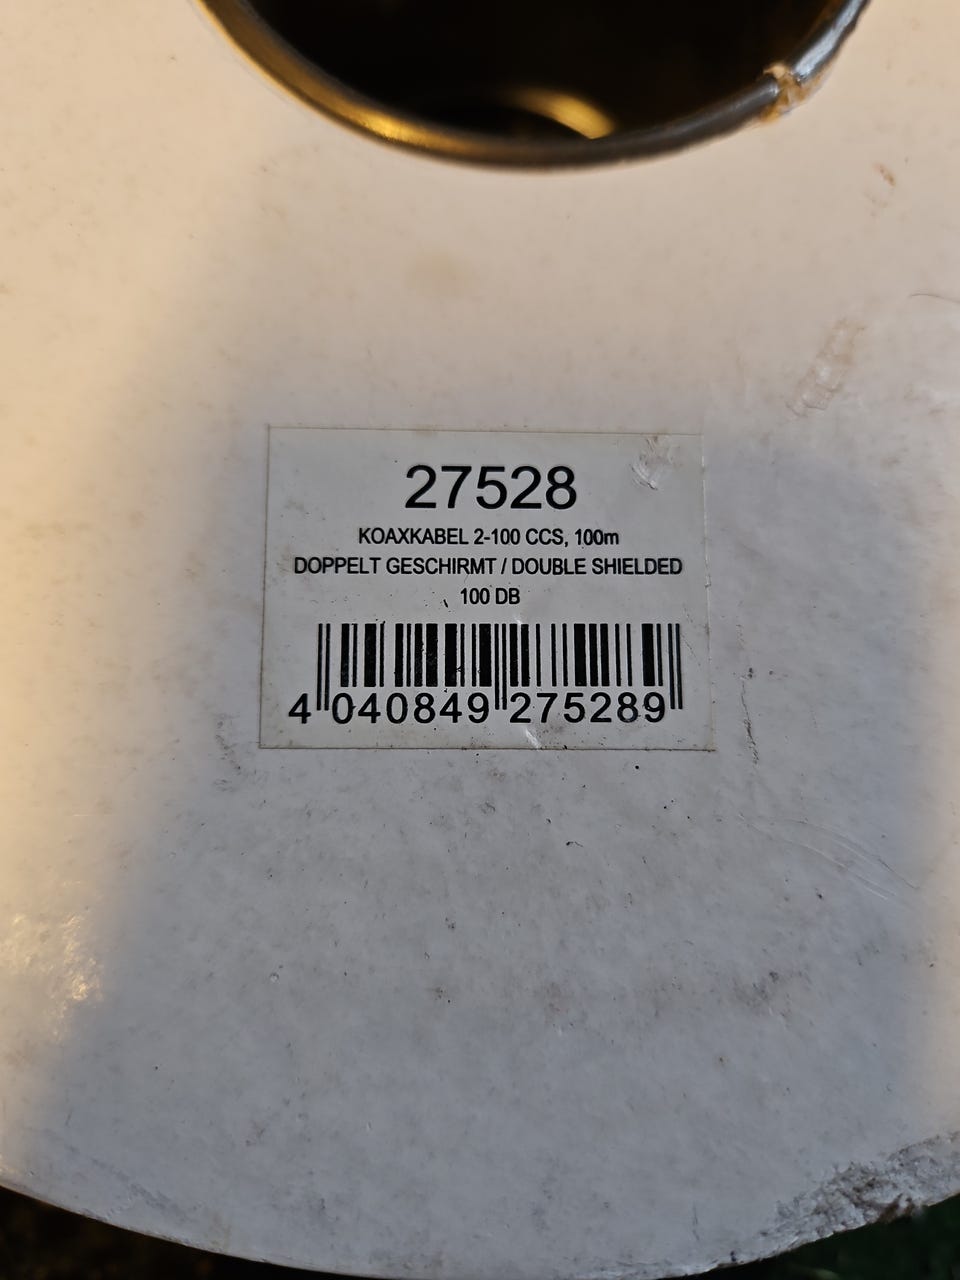 27528
KOAXKABEL 2-100 CCS, 100m
DOPPELT GESCHIRMT / DOUBLE SHIELDED
100 DB
4 040849 275289